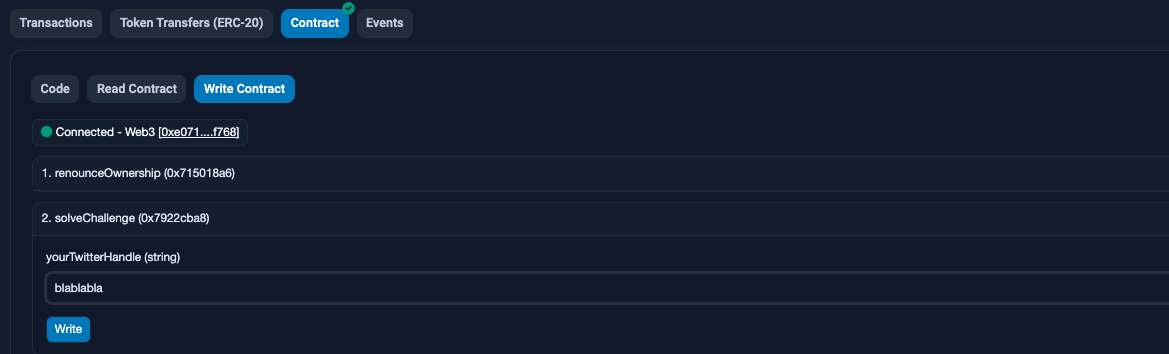 Transactions Token Transfers (ERC-20) Contract Events
Code Read Contract Write Contract
Connected - Web3 [0xe071....f768]
1. renounceOwnership (0x715018a6)
2. solveChallenge (0x7922cba8)
yourTwitterHandle (string)
blablabla
Write